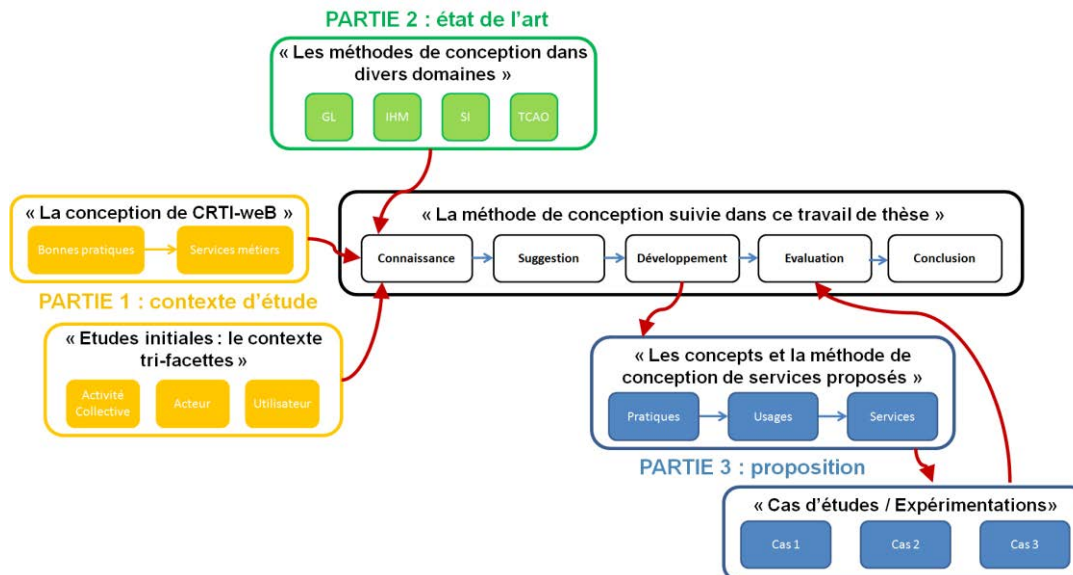 PARTIE 2 : état de l'art
« Les méthodes de conception dans
divers domaines »
GL
IHM
SI
TCAO
« La conception de CRTI-weB »
Bonnes pratiques
Services métiers
PARTIE 1 : contexte d'étude
« Etudes initiales : le contexte
tri-facettes »
Activité
Collective
Acteur
Utilisateur
« La méthode de conception suivie dans ce travail de thèse »
Connaissance
Suggestion
Développement
Evaluation
Conclusion
« Les concepts et la méthode de
conception de services proposés »
Pratiques
Usages
Services
PARTIE 3 : proposition
« Cas d'études / Expérimentations»
Cas 1
Cas 2
Cas 3